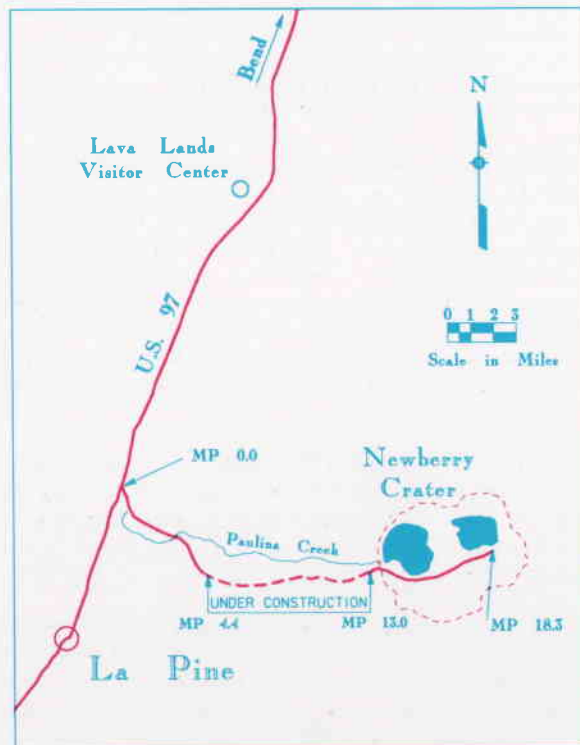 Bend
N
Lava Lands
Visitor Center
U.S. 97
0 1 2 3
Scale in Miles
MP 0.0
Newberry
Crater
Paulina Creek
UNDER CONSTRUCTION
MP 4.4
MP 13.0
MP 18.3
La Pine